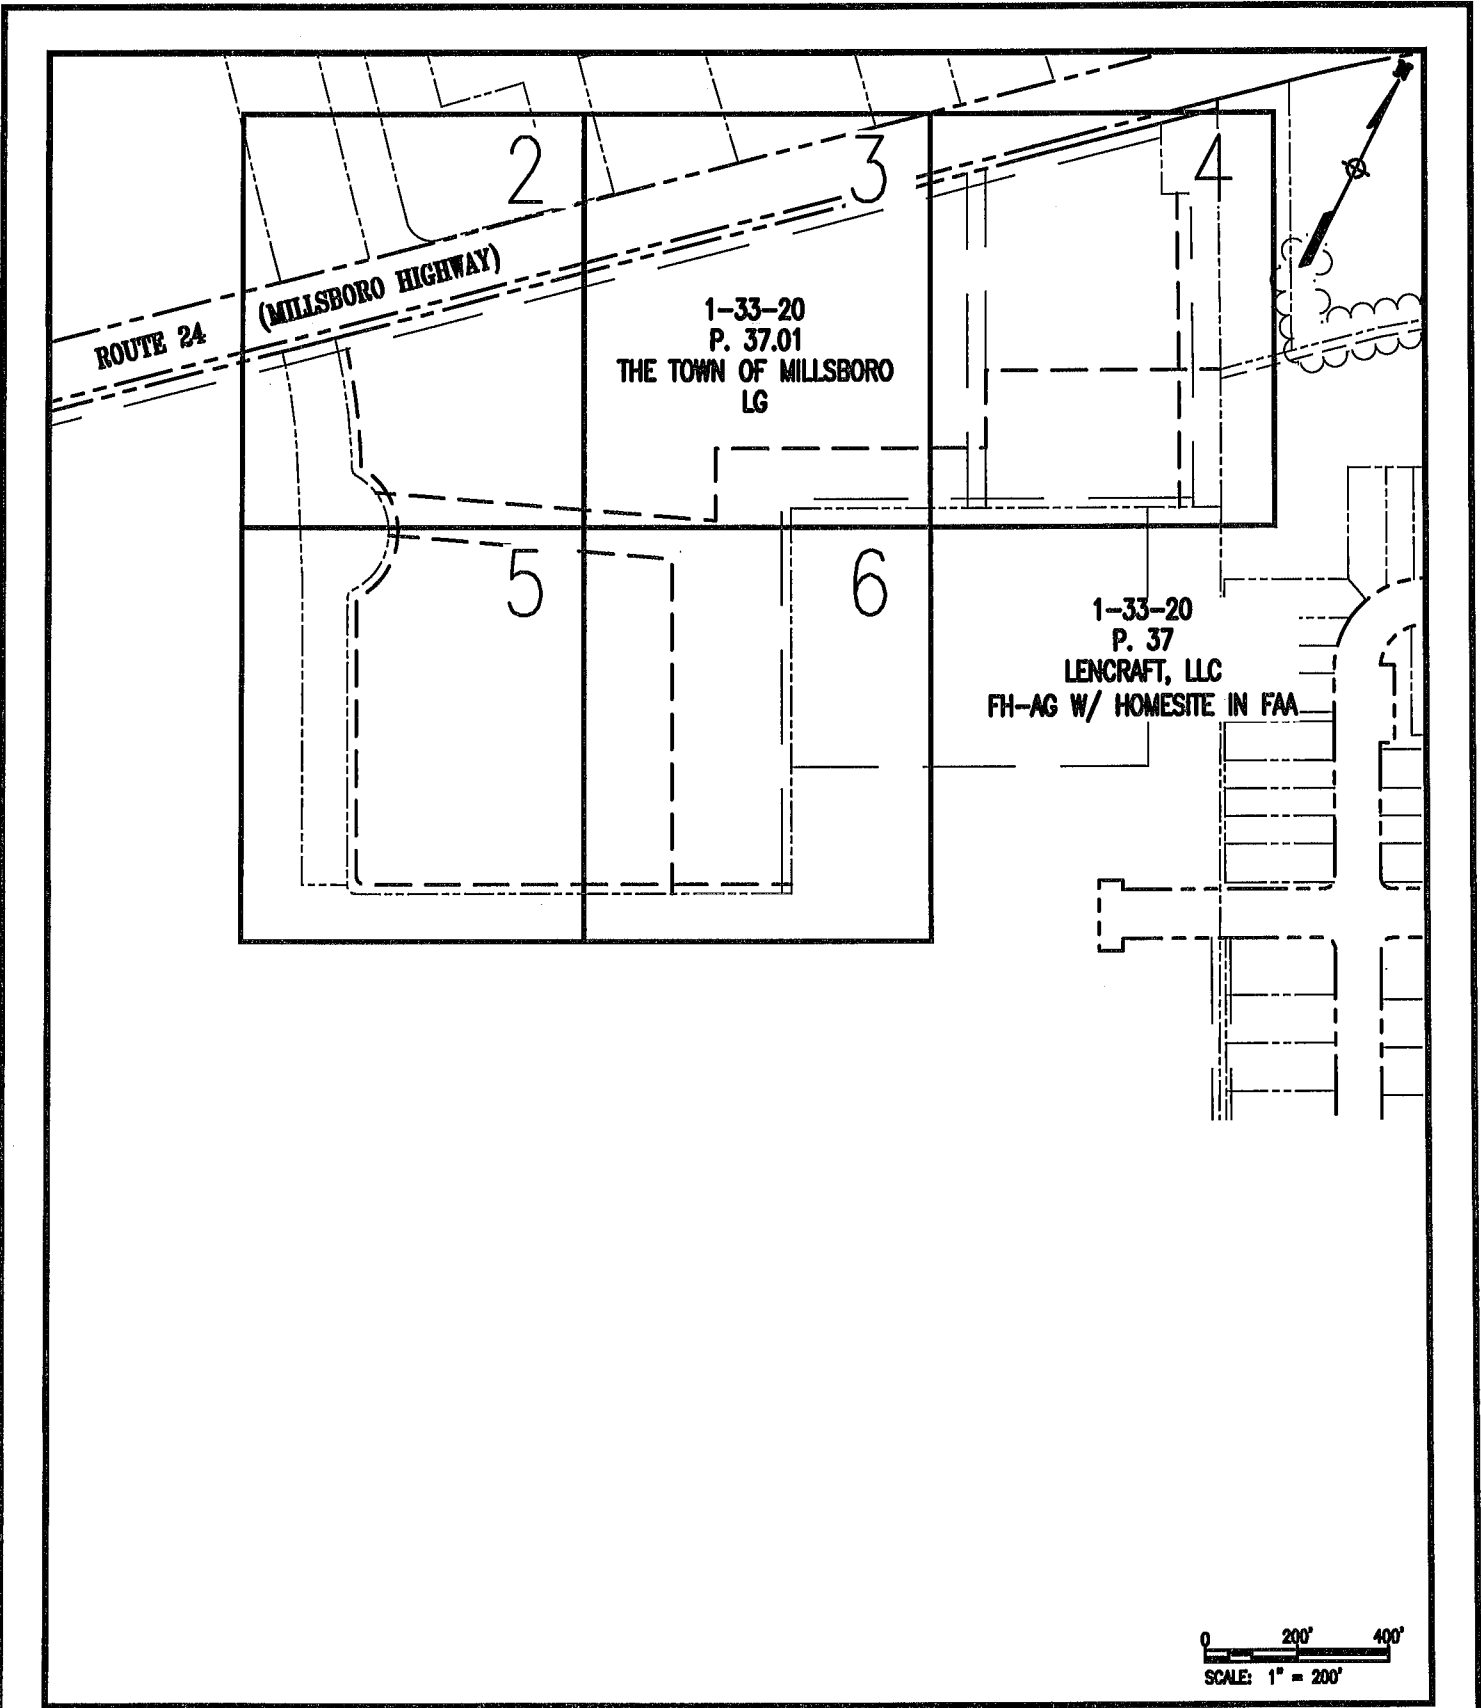 N
2
3
4
(MILLSBORO HIGHWAY)
ROUTE 24
1-33-20
P. 37.01
THE TOWN OF MILLSBORO
LG
5
6
1-33-20
P. 37
LENCRAFT, LLC
FH-AG W/ HOMESITE IN FAA
0 200' 400'
SCALE: 1" = 200'